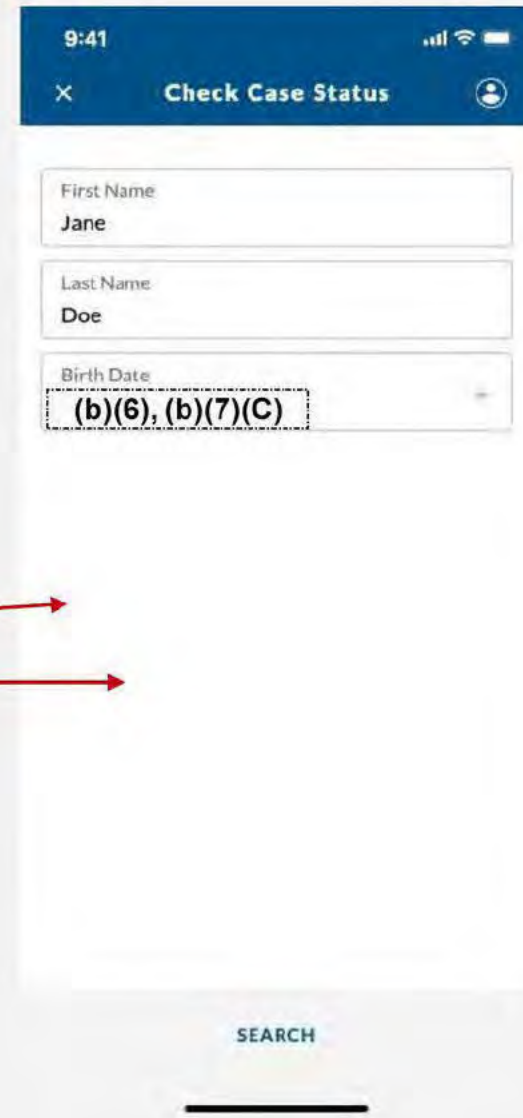 9:41
Check Case Status
First Name
Jane
Last Name
Doe
Birth Date
(b)(6), (b)(7)(C)
SEARCH